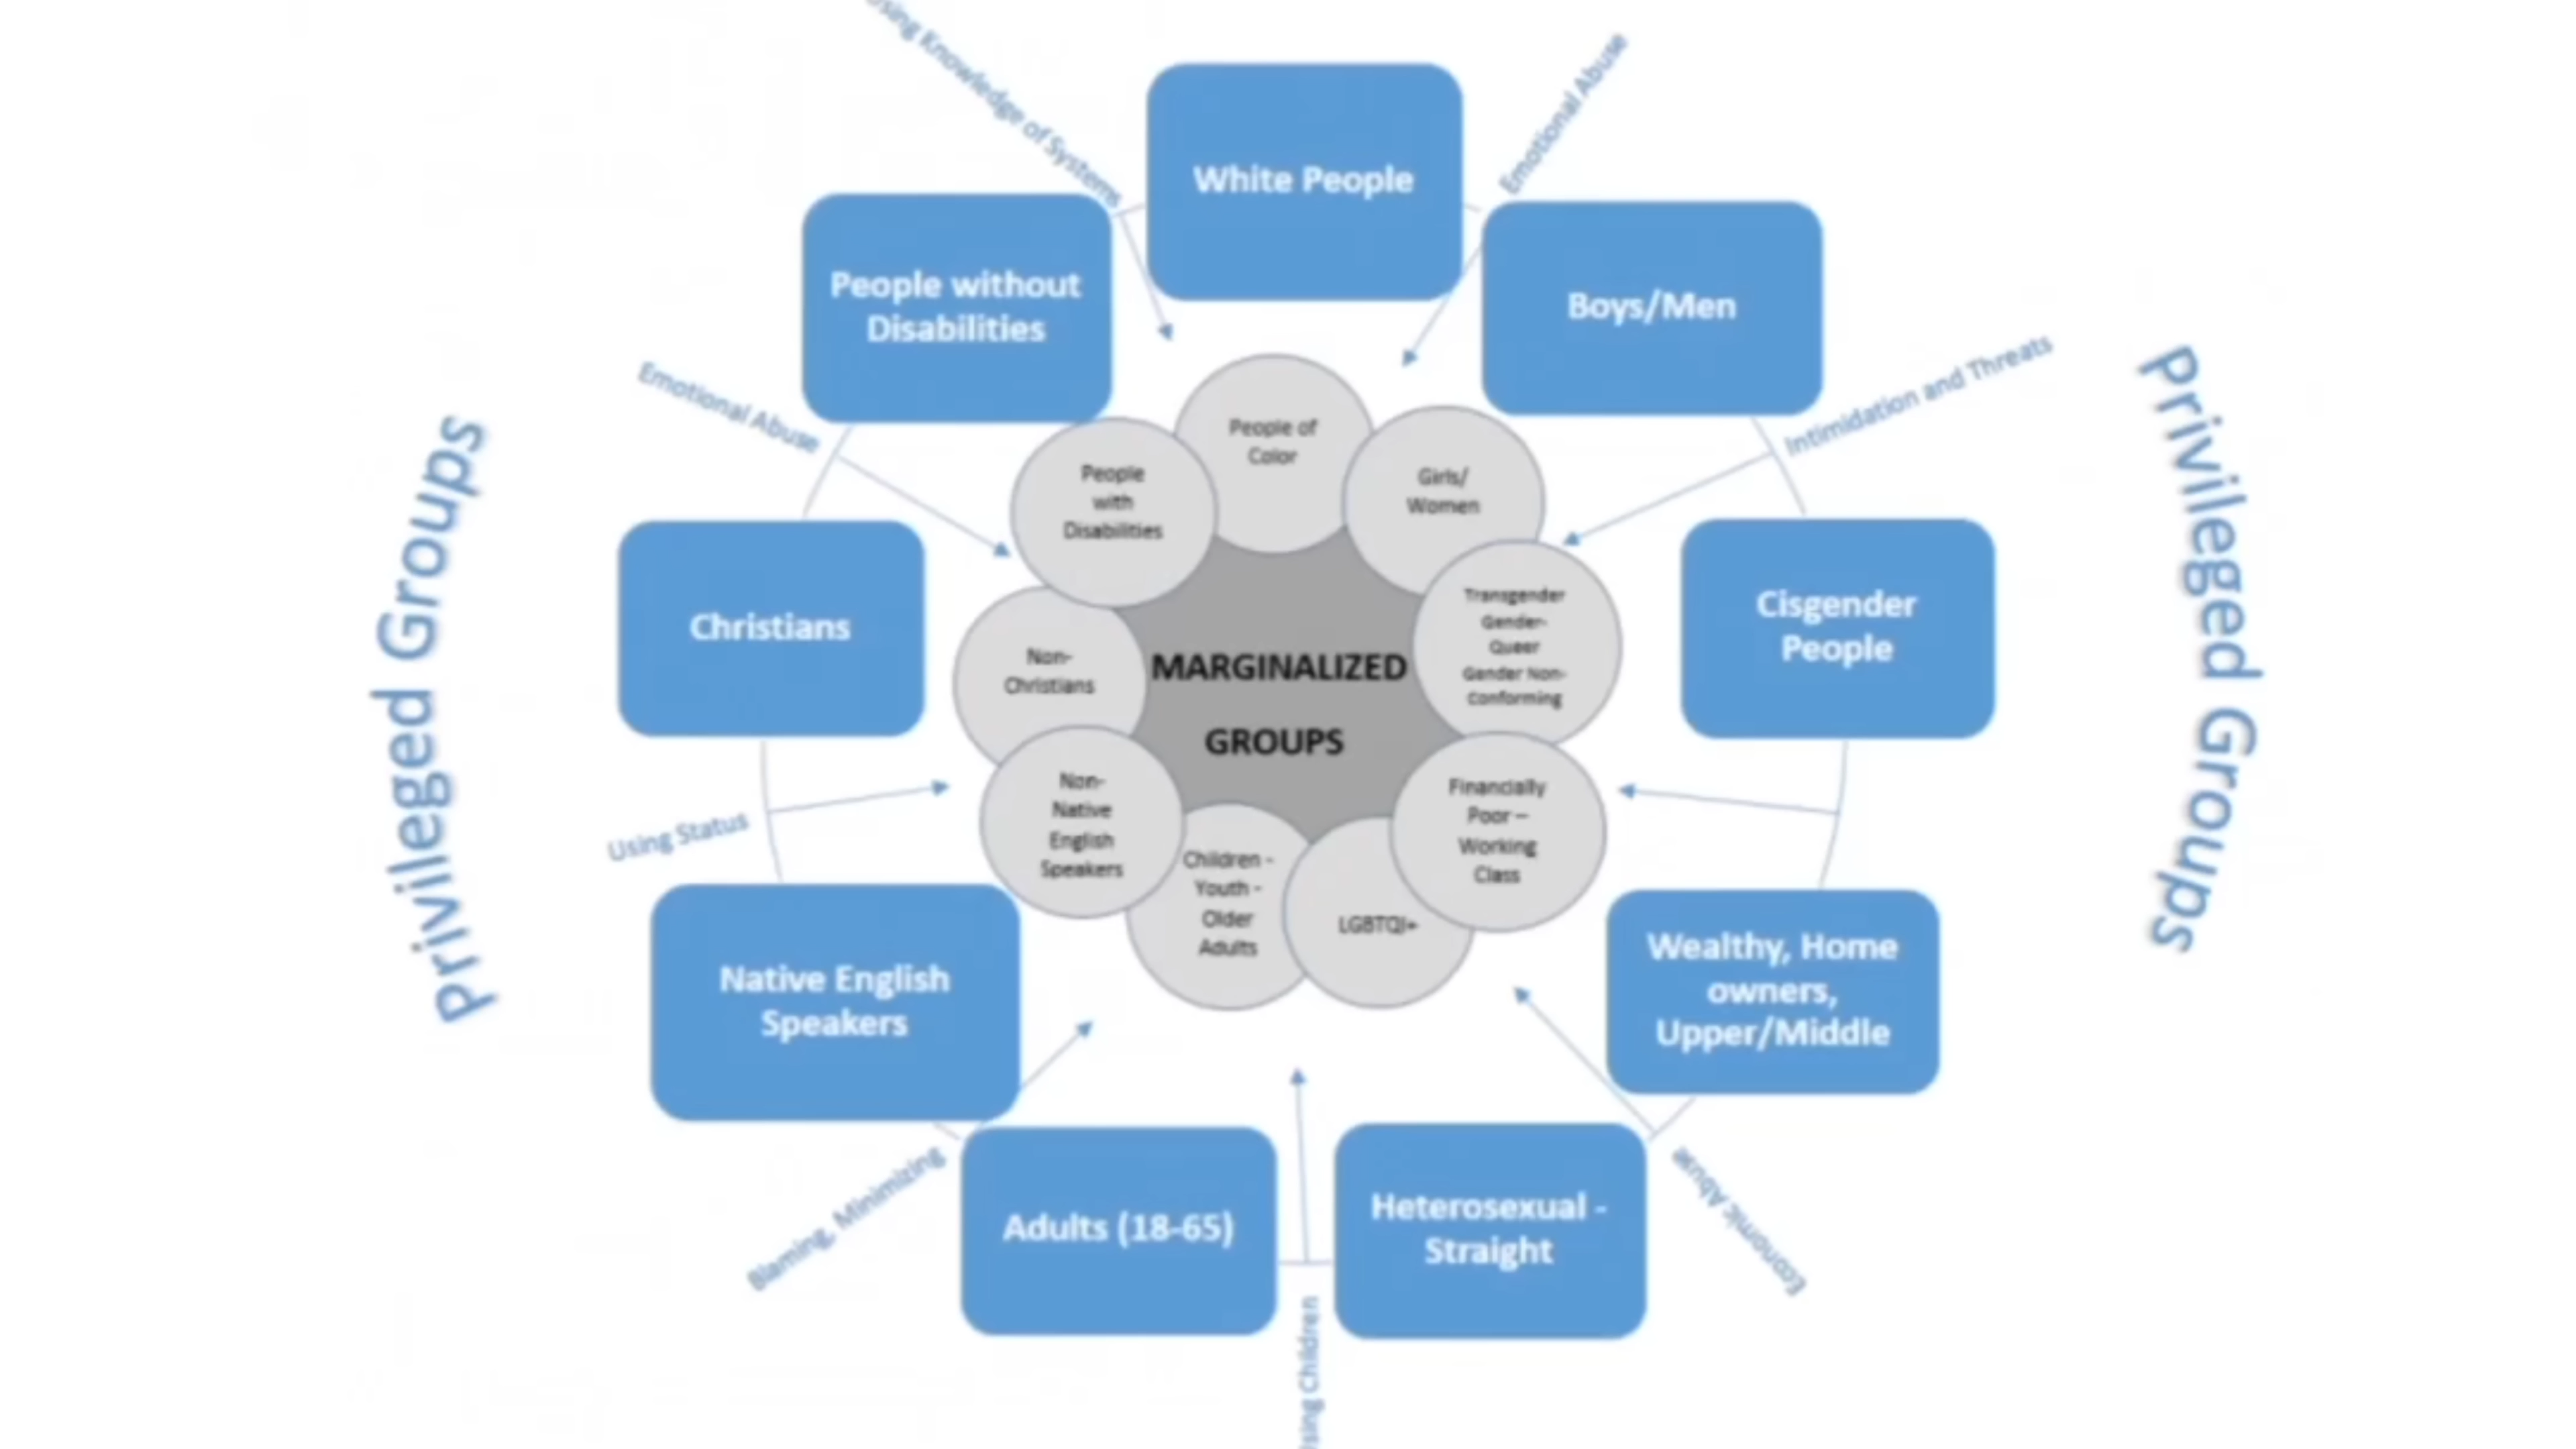 Knowledge of Systems
Emotional Abuse
White People
People without
Disabilities
Boys/Men
Emotional Abuse
Intimidation and Threats
Privileged Groups
Privileged Groups
People of
Color
People
with
Disabilities
Girls/
Women
Christians
Cisgender
People
Transgender
Gender-
Queer
Gender Non-
Conforming
Non-
Christians
MARGINALIZED
GROUPS
Non-
Native
English
Speakers
Financially
Poor –
Working
Class
Using Status
Children -
Youth -
Older
Adults
LGBTQI+
Native English
Speakers
Wealthy, Home
owners,
Upper/Middle
Blaming, Minimizing
Adults (18-65)
Heterosexual -
Straight
Economic Abuse
Children